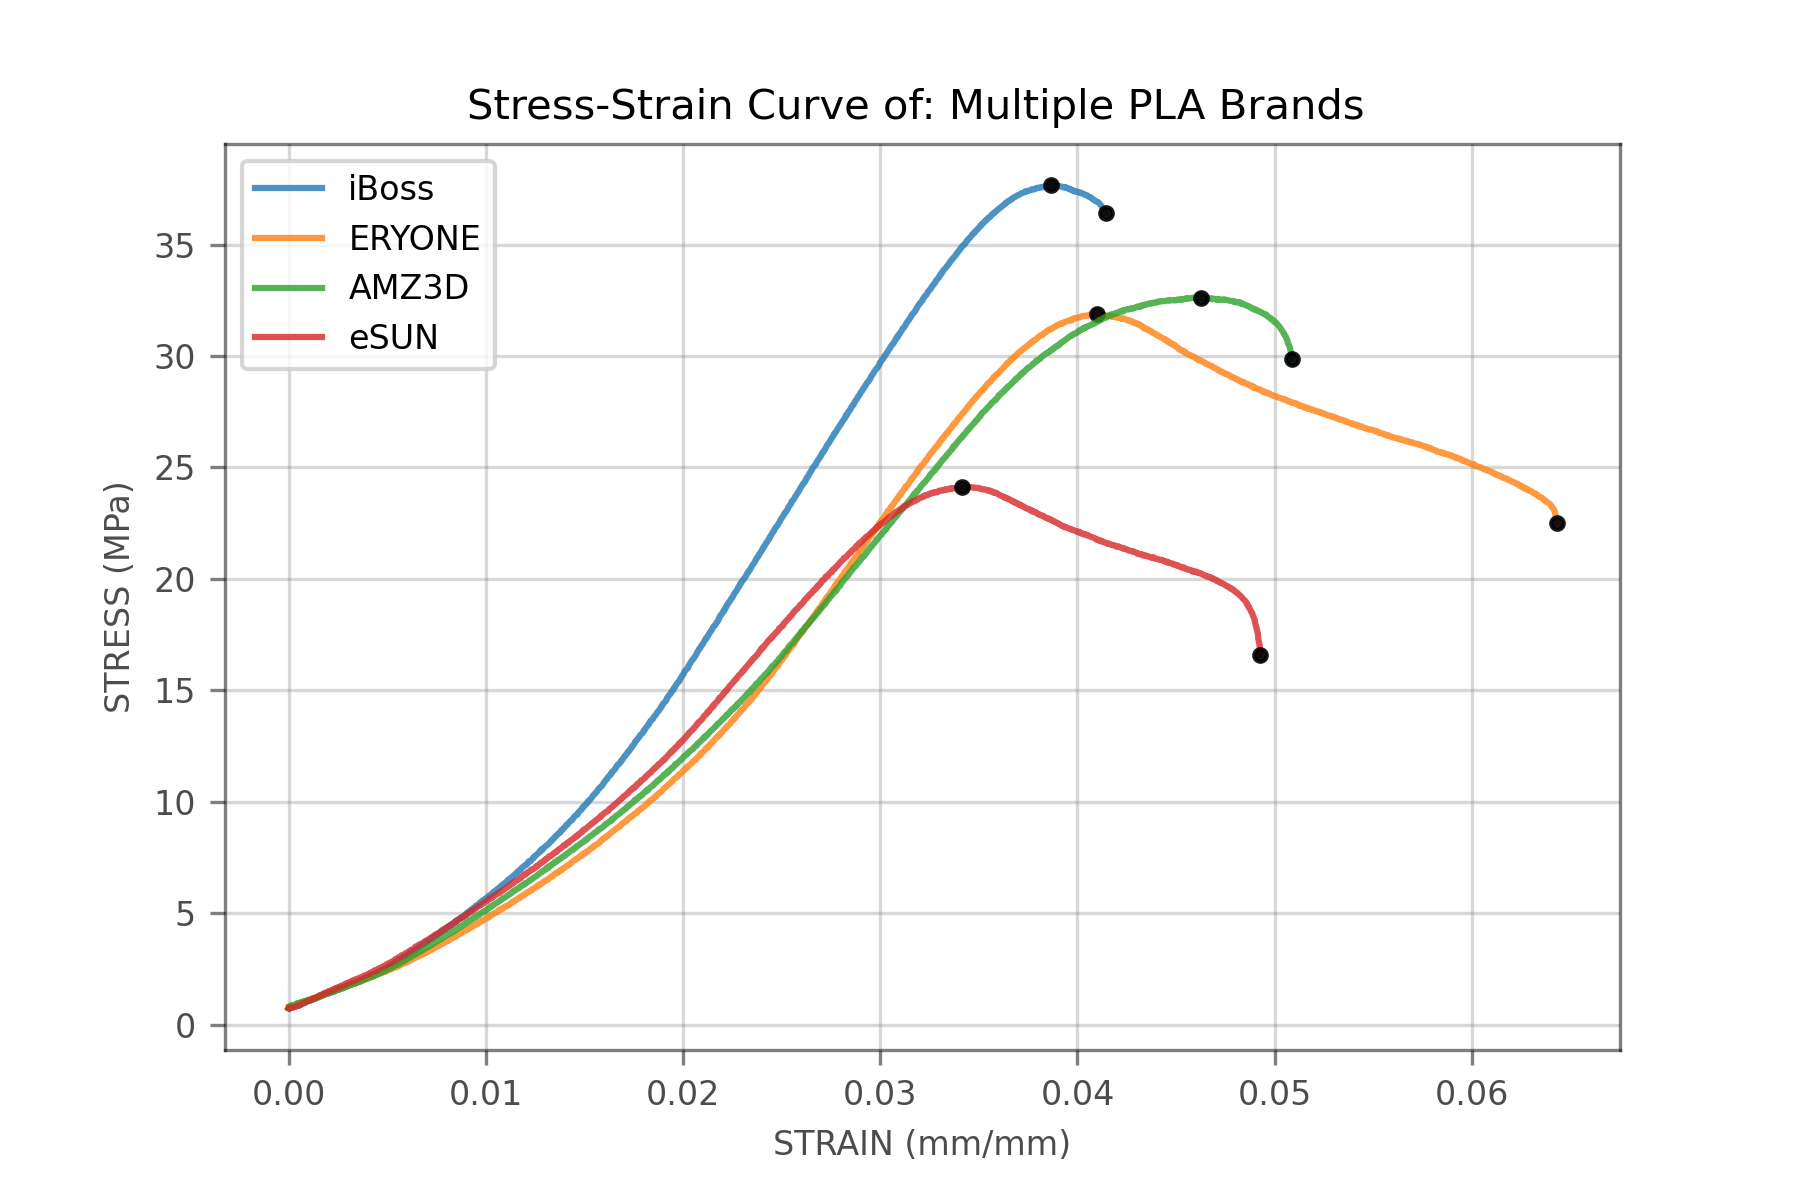 Stress-Strain Curve of: Multiple PLA Brands
iBoss
ERYONE
AMZ3D
eSUN
35
30
25
20
15
10
5
0
STRESS (MPa)
0.00 0.01 0.02 0.03 0.04 0.05 0.06
STRAIN (mm/mm)